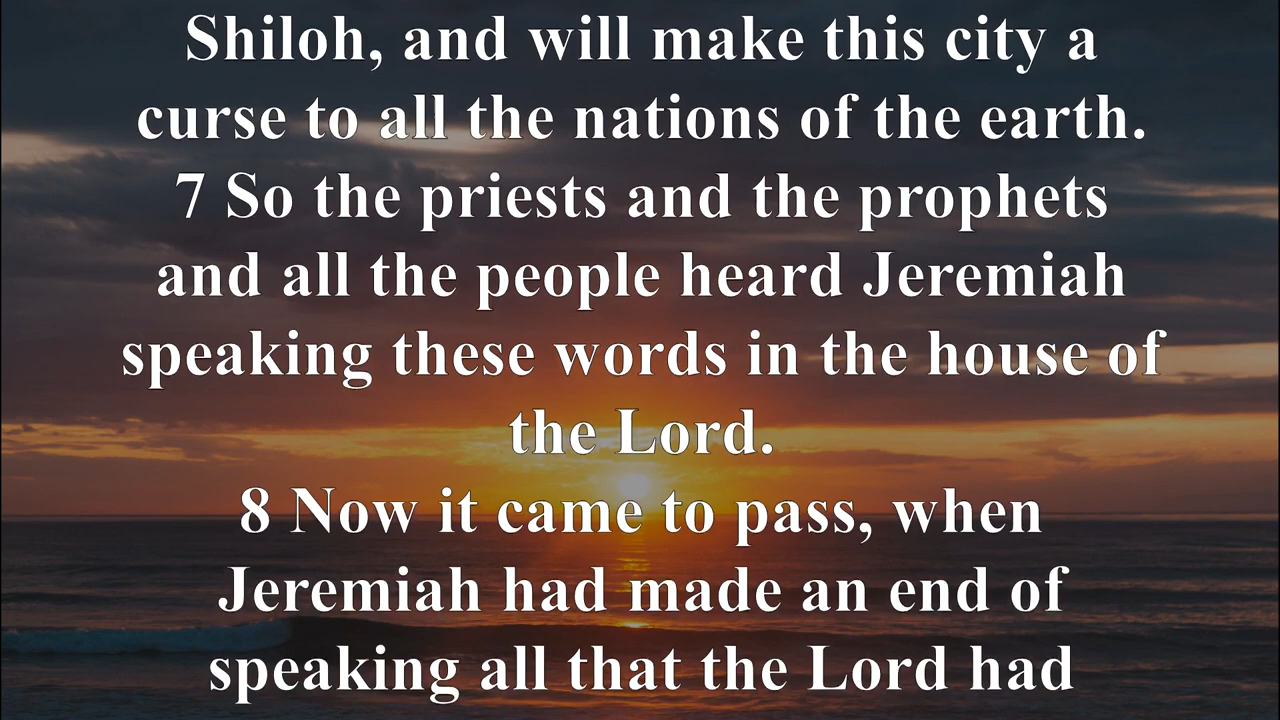 Shiloh, and will make this city a
curse to all the nations of the earth.
7 So the priests and the prophets
and all the people heard Jeremiah
speaking these words in the house of
the Lord.
8 Now it came to pass, when
Jeremiah had made an end of
speaking all that the Lord had